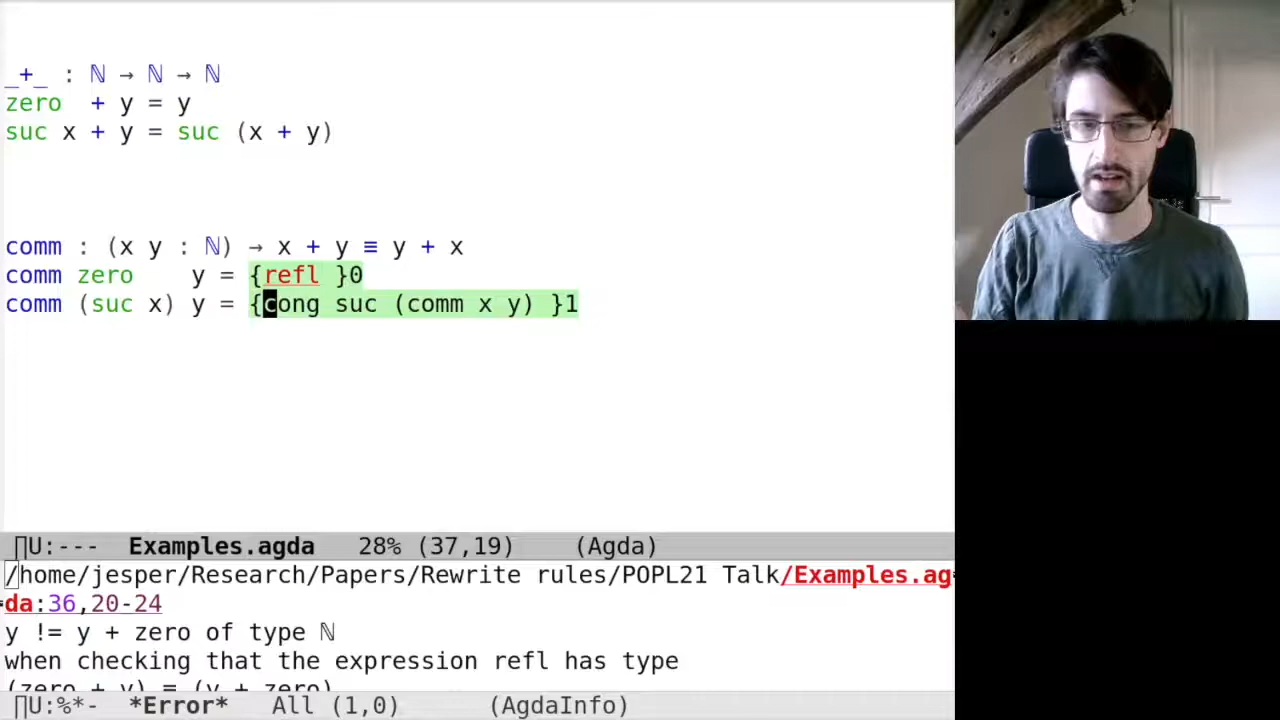 _+_ : ℕ → ℕ → ℕ
zero  + y = y
suc x + y = suc (x + y)
comm : (x y : ℕ) → x + y ≡ y + x
comm zero    y = {refl }0
comm (suc x) y = {cong suc (comm x y) }1
∏U:---  Examples.agda   28% (37,19)   (Agda)
/home/jesper/Research/Papers/Rewrite rules/POPL21 Talk/Examples.ag
da:36,20-24
y != y + zero of type ℕ
when checking that the expression refl has type
(zero + y) ≡ (y + zero)
∏U:%*-  *Error*   All (1,0)      (AgdaInfo)